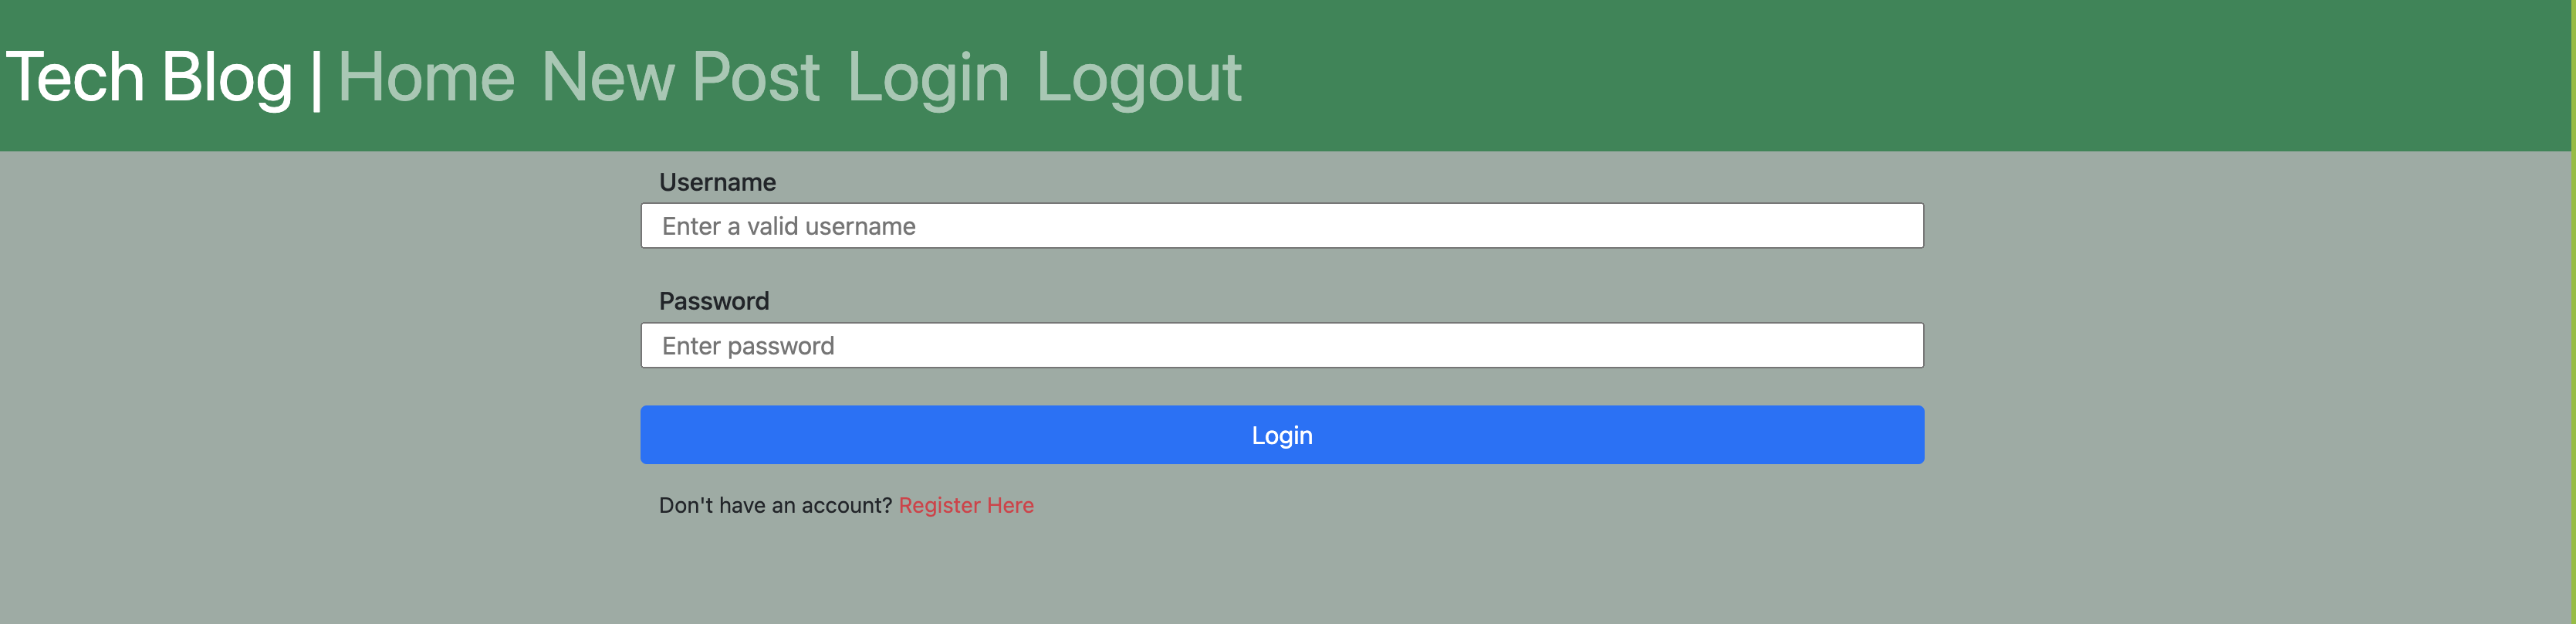 Tech Blog | Home New Post Login Logout
Username
Enter a valid username
Password
Enter password
Login
Don't have an account? Register Here